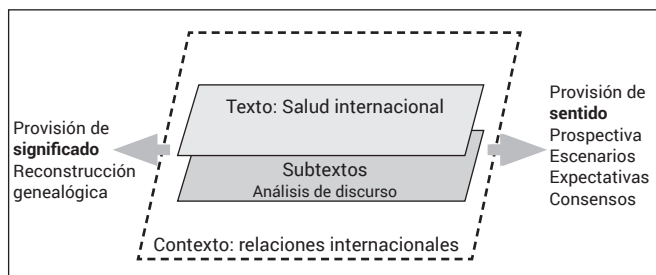 Provisión de
significado
Reconstrucción
genealógica
Texto: Salud internacional
Subtextos
Análisis de discurso
Contexto: relaciones internacionales
Provisión de
sentido
Prospectiva
Escenarios
Expectativas
Consensos